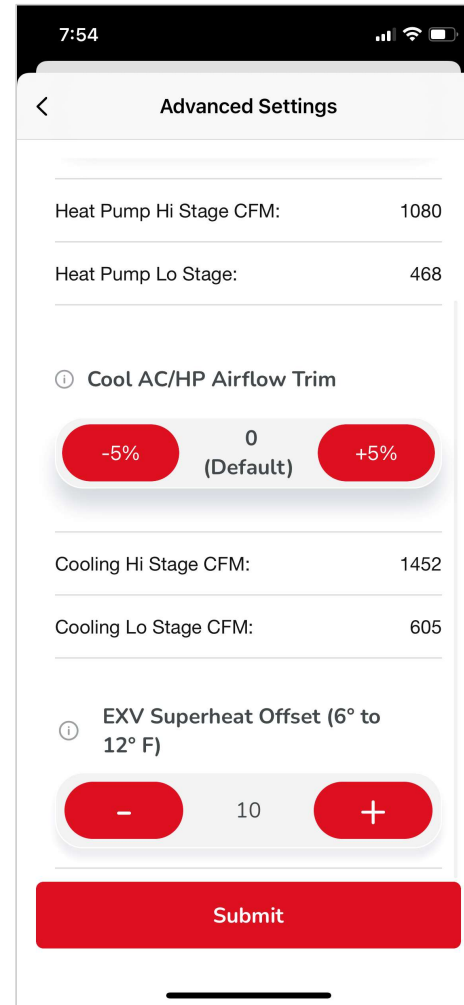 7:54
Advanced Settings
Heat Pump Hi Stage CFM: 1080
Heat Pump Lo Stage: 468
Cool AC/HP Airflow Trim
-5% 0 (Default) +5%
Cooling Hi Stage CFM: 1452
Cooling Lo Stage CFM: 605
EXV Superheat Offset (6° to
12° F)
- 10 +
Submit